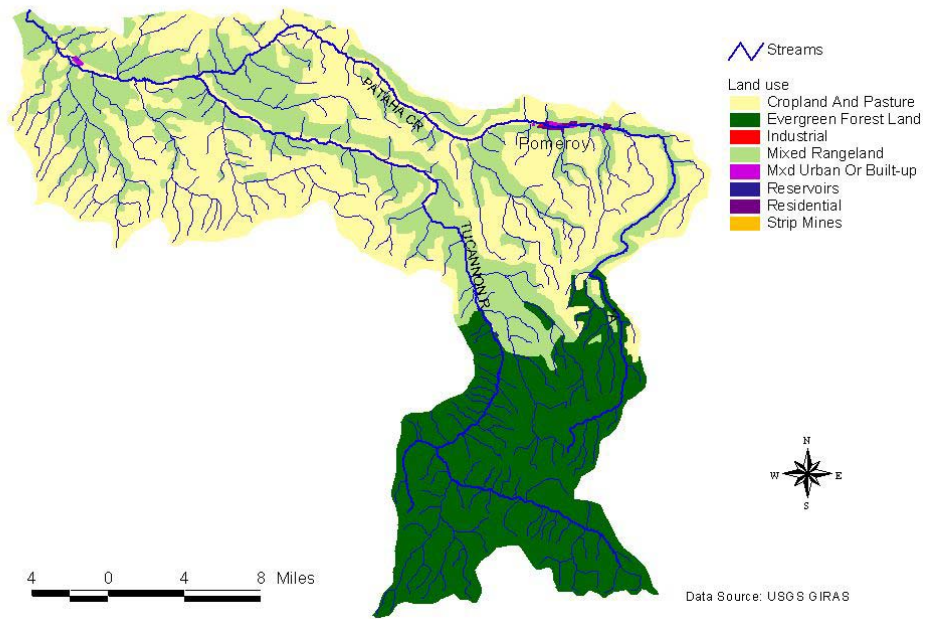 Streams
Land use
Cropland And Pasture
Evergreen Forest Land
Industrial
Mixed Rangeland
Mxd Urban Or Built-up
Reservoirs
Residential
Strip Mines
PATAHA CR
Pomeroy
TUCANNON R
N
W E
S
4 0 4 8 Miles
Data Source: USGS GIRAS